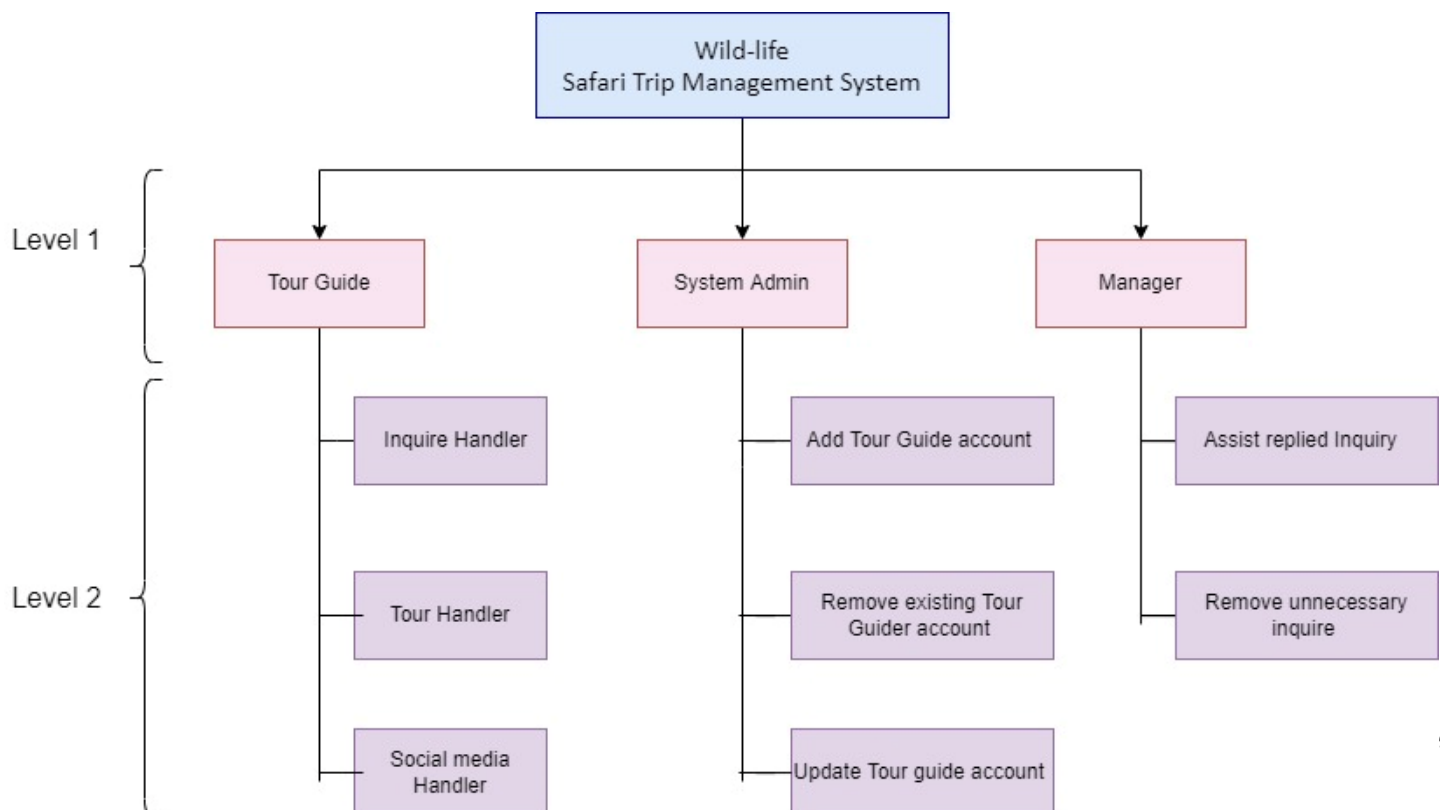 Wild-life
Safari Trip Management System
Level 1
Tour Guide
System Admin
Manager
Level 2
Inquire Handler
Add Tour Guide account
Assist replied Inquiry
Tour Handler
Remove existing Tour
Guider account
Remove unnecessary
inquire
Social media
Handler
Update Tour guide account